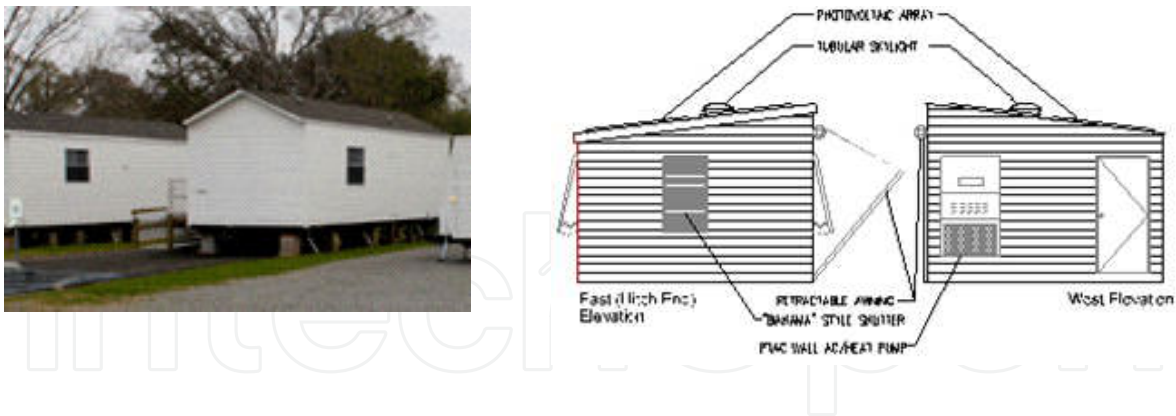 PHOTOVOLTAIC ARRAY
TUBULAR SKYLIGHT
East (Hitch End)
Elevation
RETRACTABLE AWNING
"BAHAMA" STYLE SHUTTER
PTAC WALL AC/HEAT PUMP
West Elevation